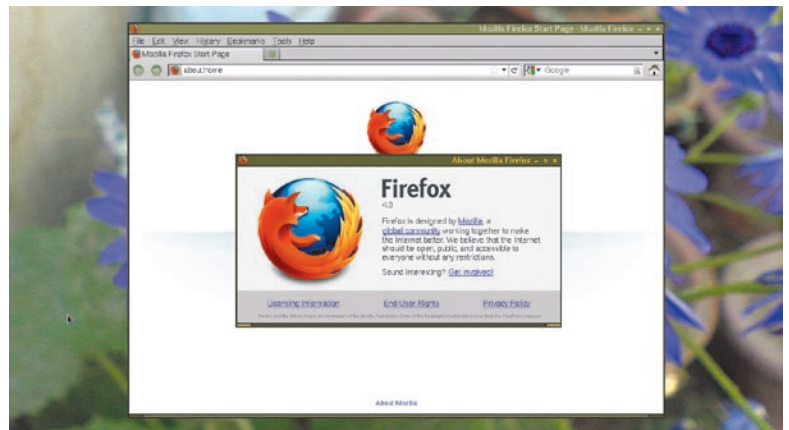 Mozilla Firefox Start Page - Mozilla Firefox
File Edit View History Bookmarks Tools Help
Mozilla Firefox Start Page
about:home
Google
About Mozilla Firefox
Firefox
4.0
Firefox is designed by Mozilla, a
global community working together to make
the Internet better. We believe that the Internet
should be open, public, and accessible to
everyone without any restrictions.
Sound interesting? Get involved!
Licensing Information End User Rights Privacy Policy
About Mozilla